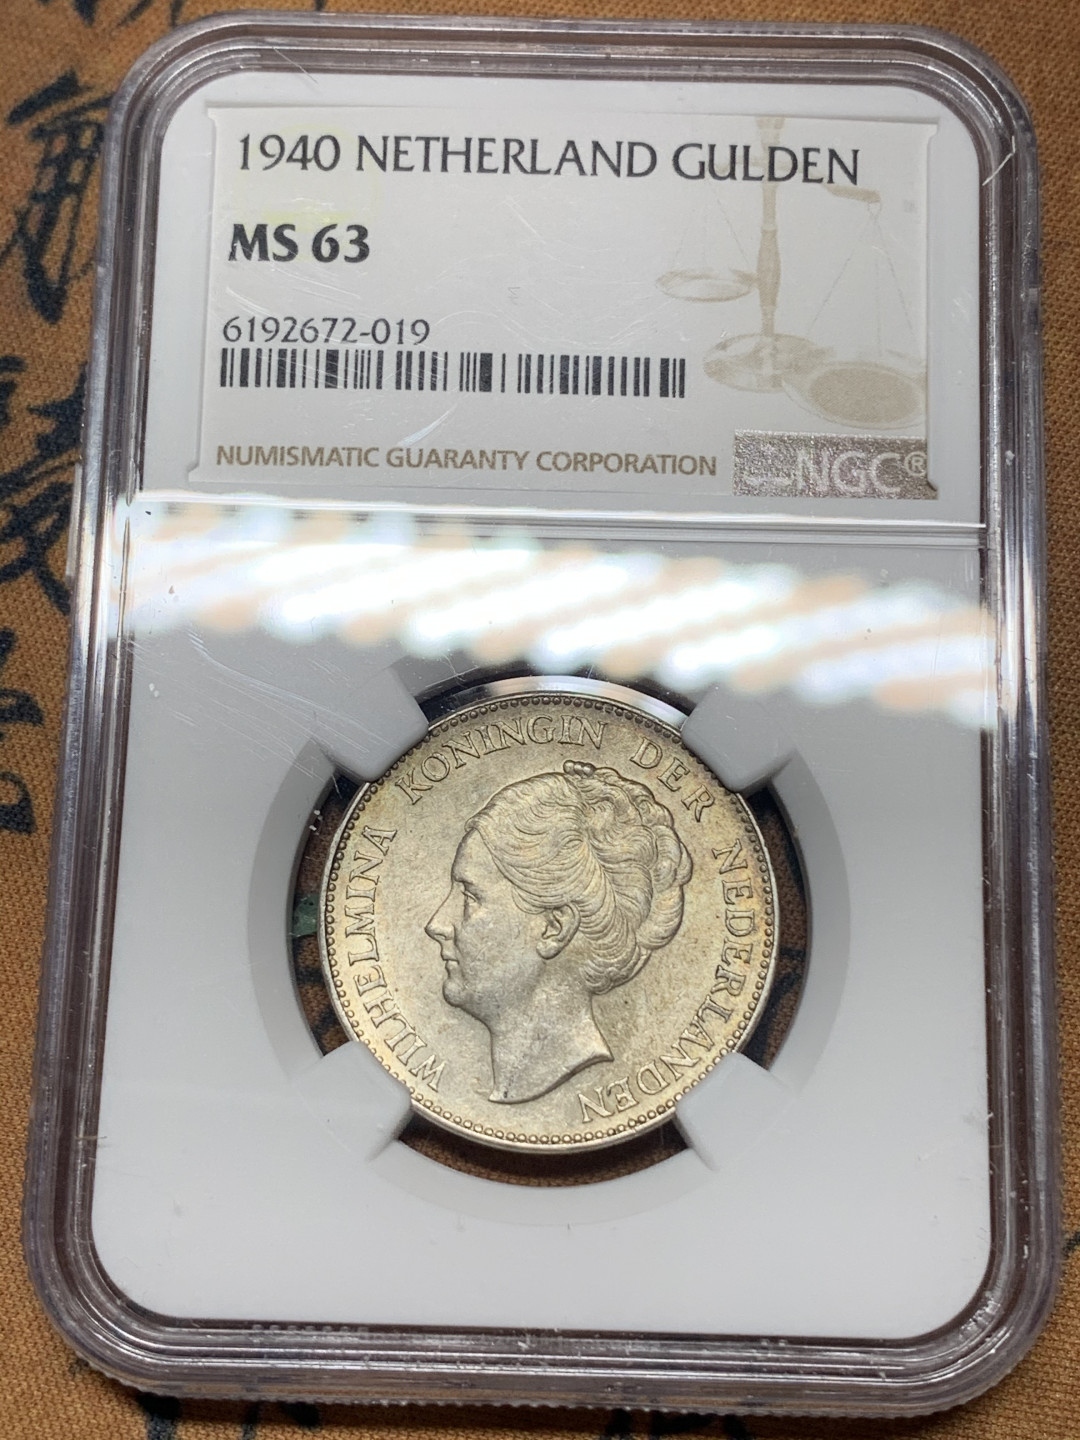 1940 NETHERLAND GULDEN
MS 63
6192672-019
NUMISMATIC GUARANTY CORPORATION
NGC®
WILHELMINA KONINGIN DER NEDERLANDEN